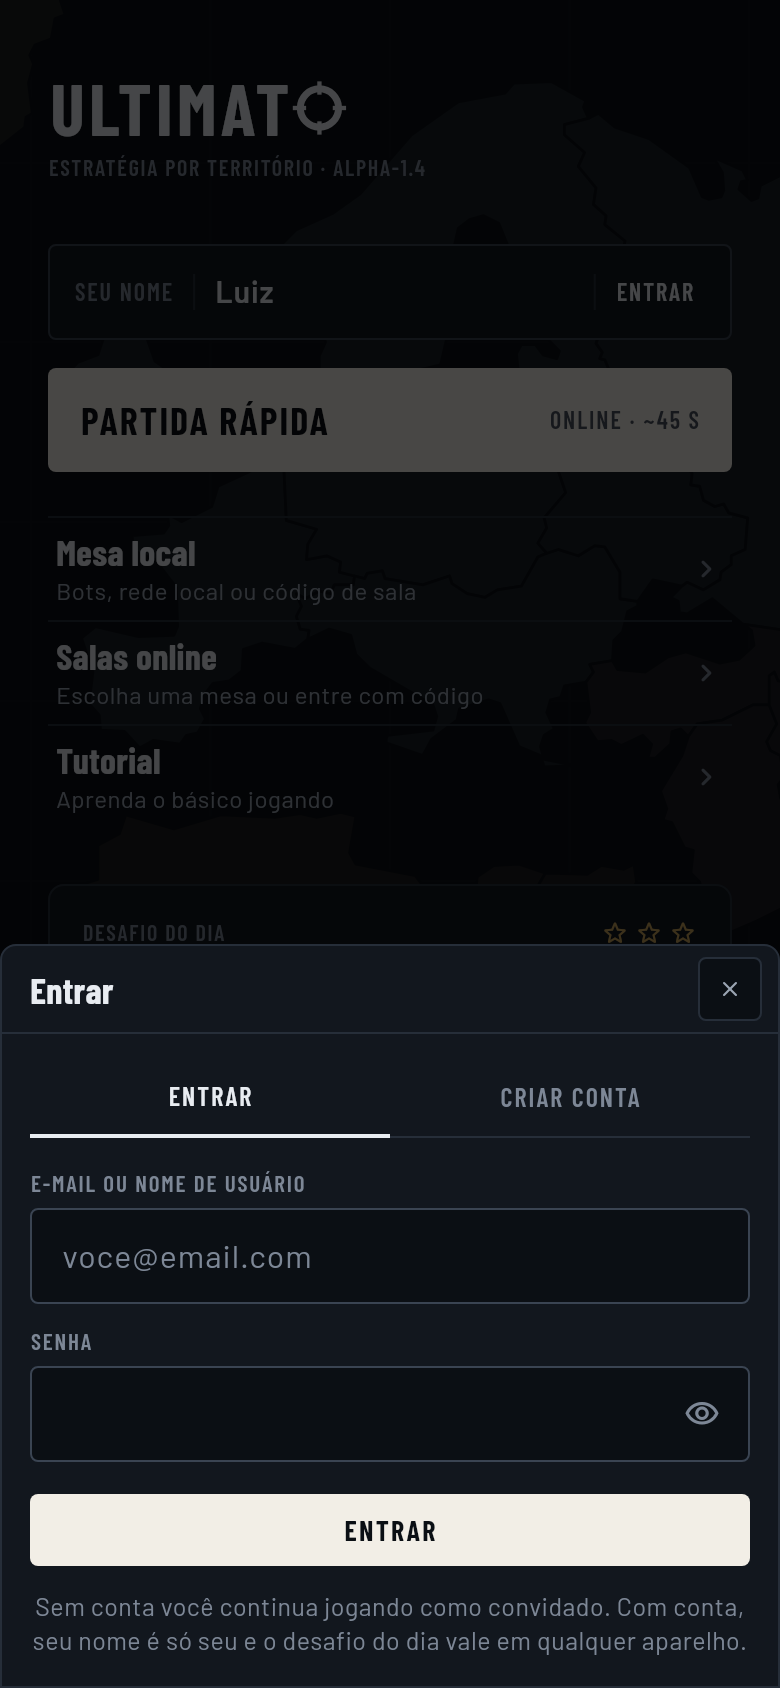 ULTIMATO
ESTRATÉGIA POR TERRITÓRIO · ALPHA-1.4
SEU NOME Luiz ENTRAR
PARTIDA RÁPIDA ONLINE · ~45 S
Mesa local
Bots, rede local ou código de sala
Salas online
Escolha uma mesa ou entre com código
Tutorial
Aprenda o básico jogando
DESAFIO DO DIA
Entrar
ENTRAR CRIAR CONTA
E-MAIL OU NOME DE USUÁRIO
voce@email.com
SENHA
ENTRAR
Sem conta você continua jogando como convidado. Com conta,
seu nome é só seu e o desafio do dia vale em qualquer aparelho.